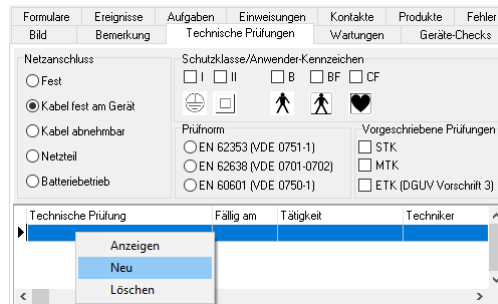 Formulare Ereignisse Aufgaben Einweisungen Kontakte Produkte Fehler
Bild Bemerkung Technische Prüfungen Wartungen Geräte-Checks
Netzanschluss
Fest
Kabel fest am Gerät
Kabel abnehmbar
Netzteil
Batteriebetrieb
Schutzklasse/Anwender-Kennzeichen
I II B BF CF
Prüfnorm
EN 62353 (VDE 0751-1)
EN 62638 (VDE 0701-0702)
EN 60601 (VDE 0750-1)
Vorgeschriebene Prüfungen
STK
MTK
ETK (DGUV Vorschrift 3)
Technische Prüfung Fällig am Tätigkeit Techniker
Anzeigen
Neu
Löschen